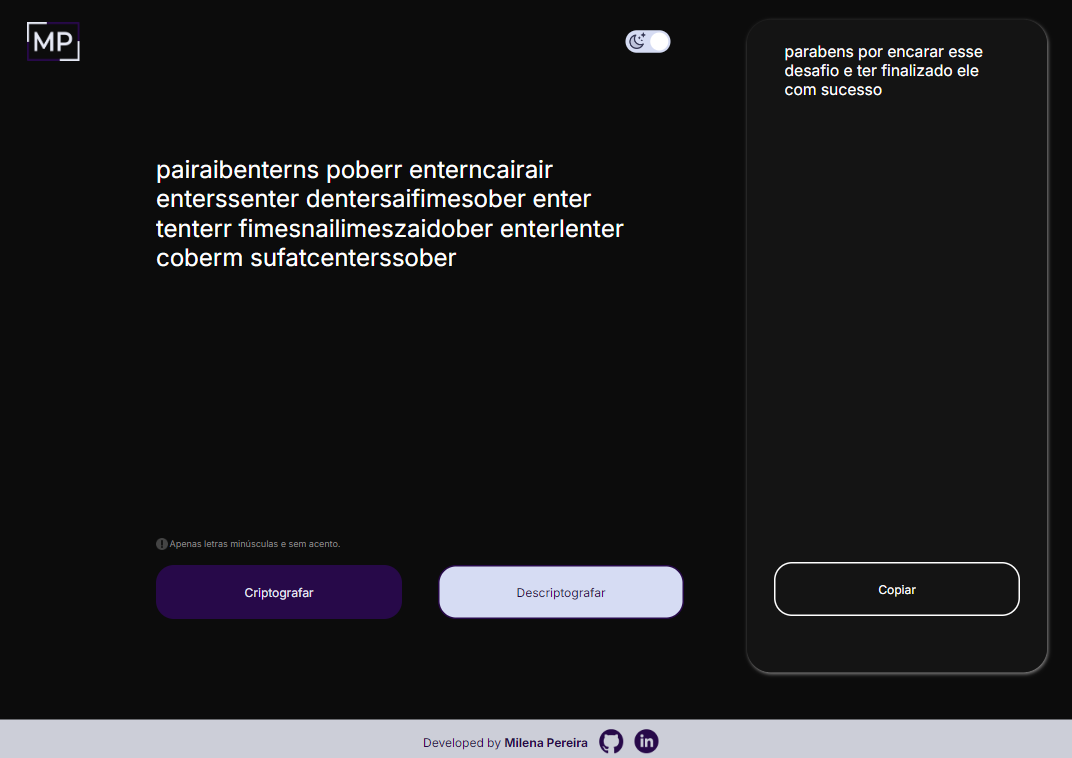 MP
pairaibenterns poberr enterncairair
enterssenter dentersaifimesober enter
tenterr fimesnailimeszaidober enterlenter
coberm sufatcenterssober
Apenas letras minúsculas e sem acento.
Criptografar
Descriptografar
parabens por encarar esse
desafio e ter finalizado ele
com sucesso
Copiar
Developed by Milena Pereira
in